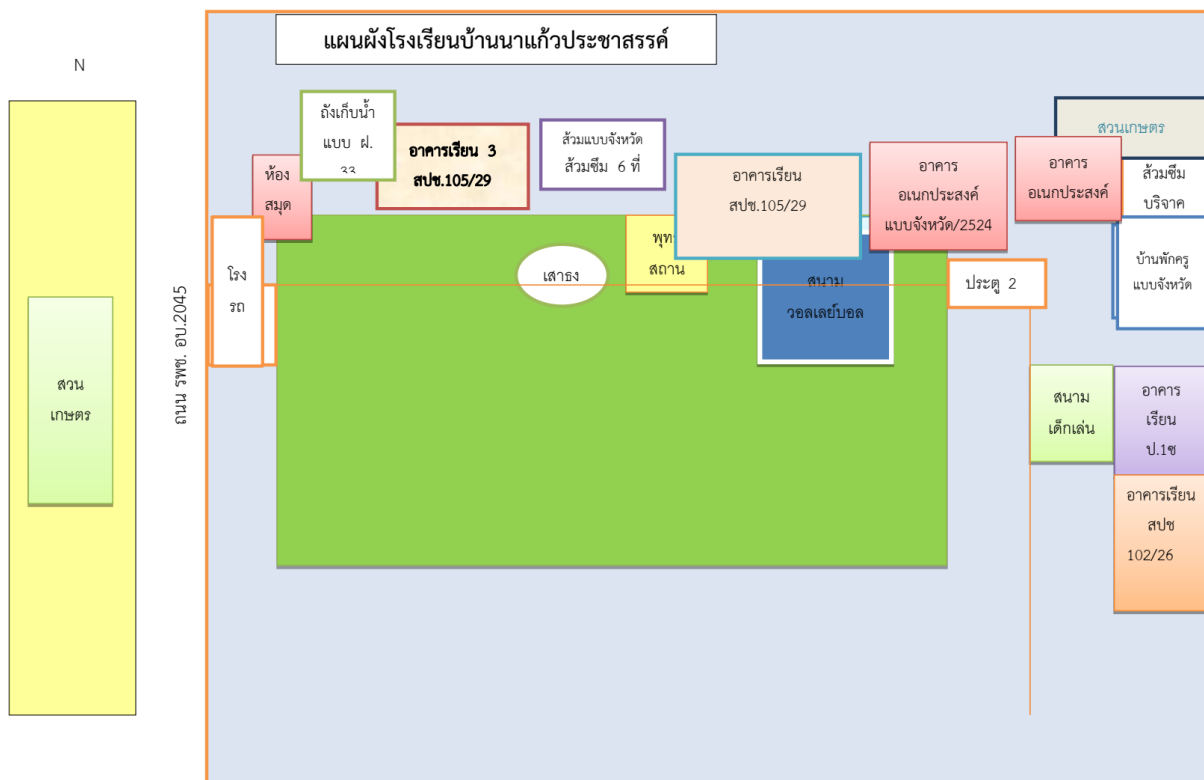 แผนผังโรงเรียนบ้านนาแก้วประชาสรรค์
N
ถังเก็บน้ำ
แบบ ฝ.
อาคารเรียน 3
สปช.105/29
ส้วมแบบจังหวัด
ส้วมซึม 6 ที่
ห้อง
สมุด
อาคารเรียน
สปช.105/29
อาคาร
อเนกประสงค์
แบบจังหวัด/2524
อาคาร
อเนกประสงค์
สวนเกษตร
ส้วมซึม
บริจาค
บ้านพักครู
แบบจังหวัด
โรง
รถ
เสาธง
พุทธ
สถาน
สนาม
วอลเลย์บอล
ประตู 2
สวน
เกษตร
ถนน รพช. อบ.2045
สนาม
เด็กเล่น
อาคาร
เรียน
ป.1ซ
อาคารเรียน
สปช
102/26